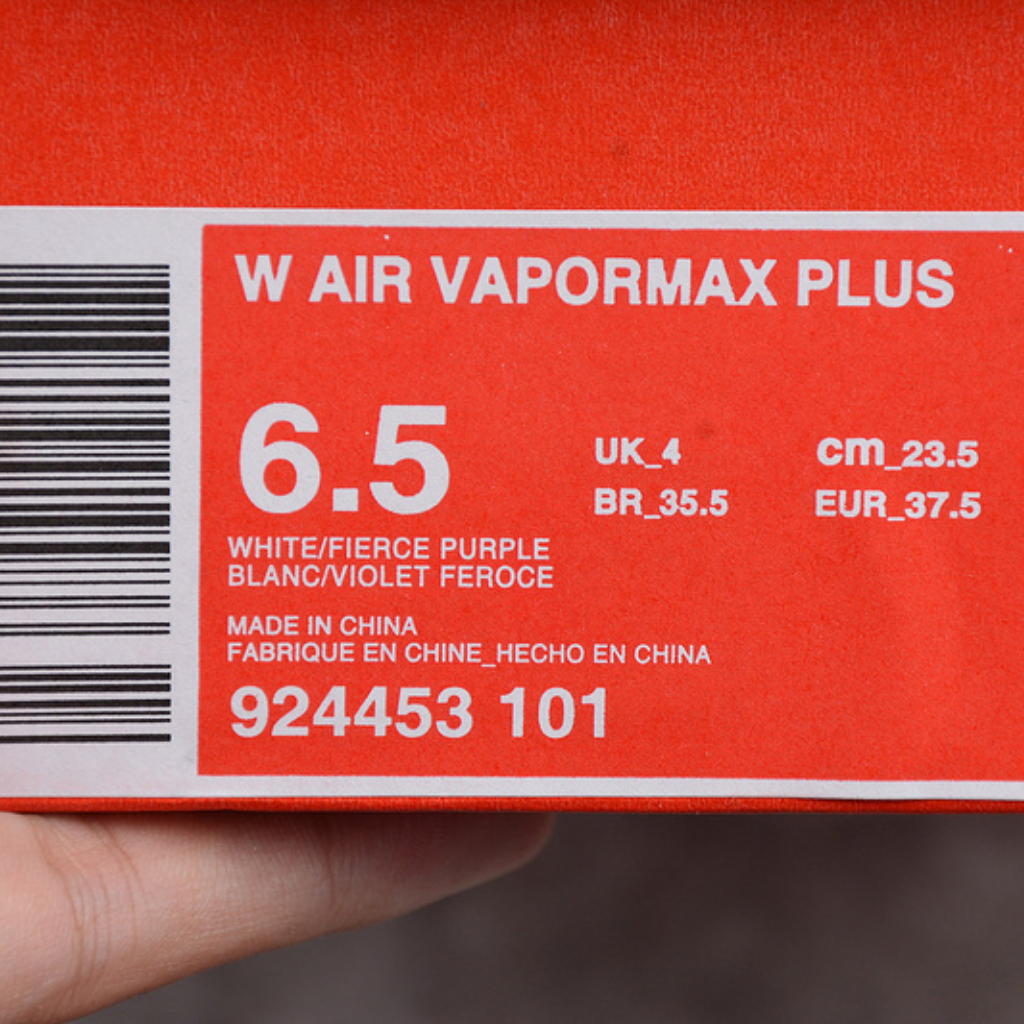 W AIR VAPORMAX PLUS
6.5
UK_4 cm_23.5
BR_35.5 EUR_37.5
WHITE/FIERCE PURPLE
BLANC/VIOLET FEROCE
MADE IN CHINA
FABRIQUE EN CHINE_HECHO EN CHINA
924453 101